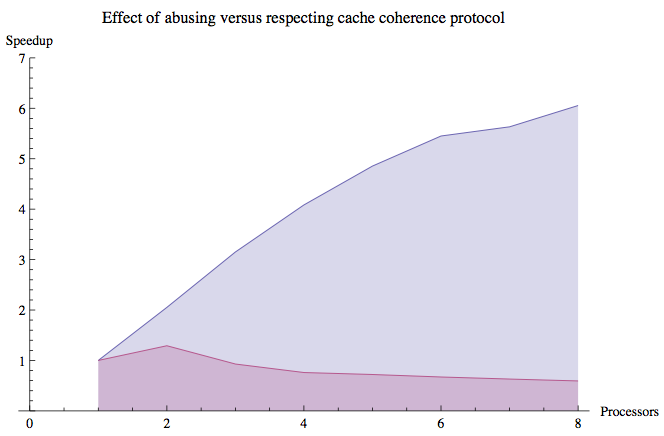 Effect of abusing versus respecting cache coherence protocol
Speedup
7
6
5
4
3
2
1
0 2 4 6 8 Processors